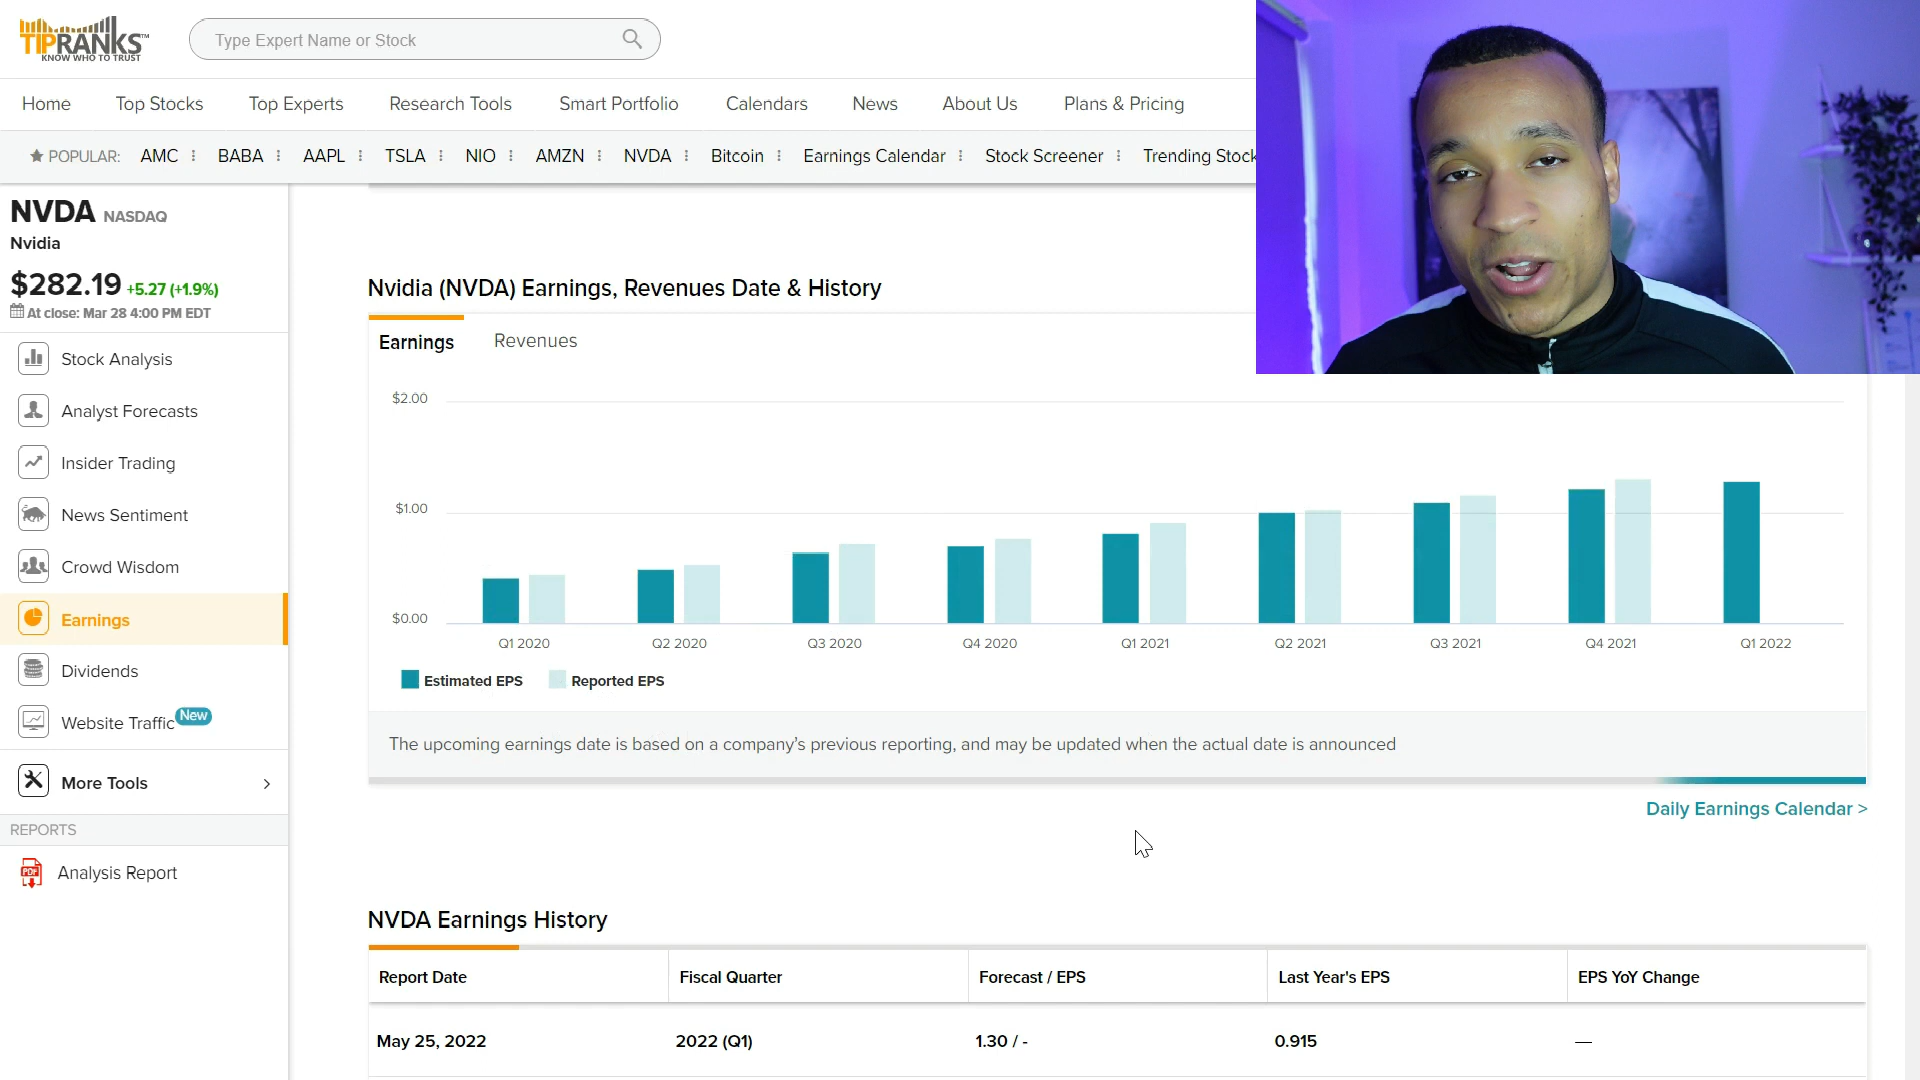 TIPRANKS™
KNOW WHO TO TRUST
Type Expert Name or Stock
Home Top Stocks Top Experts Research Tools Smart Portfolio Calendars News About Us Plans & Pricing
POPULAR: AMC BABA AAPL TSLA NIO AMZN NVDA Bitcoin Earnings Calendar Stock Screener Trending Stock
NVDA NASDAQ
Nvidia
$282.19 +5.27 (+1.9%)
At close: Mar 28 4:00 PM EDT
Stock Analysis
Analyst Forecasts
Insider Trading
News Sentiment
Crowd Wisdom
Earnings
Dividends
Website Traffic New
More Tools >
REPORTS
PDF
Analysis Report
Nvidia (NVDA) Earnings, Revenues Date & History
Earnings Revenues
$2.00
$1.00
$0.00
Q1 2020 Q2 2020 Q3 2020 Q4 2020 Q1 2021 Q2 2021 Q3 2021 Q4 2021 Q1 2022
Estimated EPS Reported EPS
The upcoming earnings date is based on a company's previous reporting, and may be updated when the actual date is announced
Daily Earnings Calendar >
NVDA Earnings History
Report Date Fiscal Quarter Forecast / EPS Last Year's EPS EPS YoY Change
May 25, 2022 2022 (Q1) 1.30 / - 0.915 —